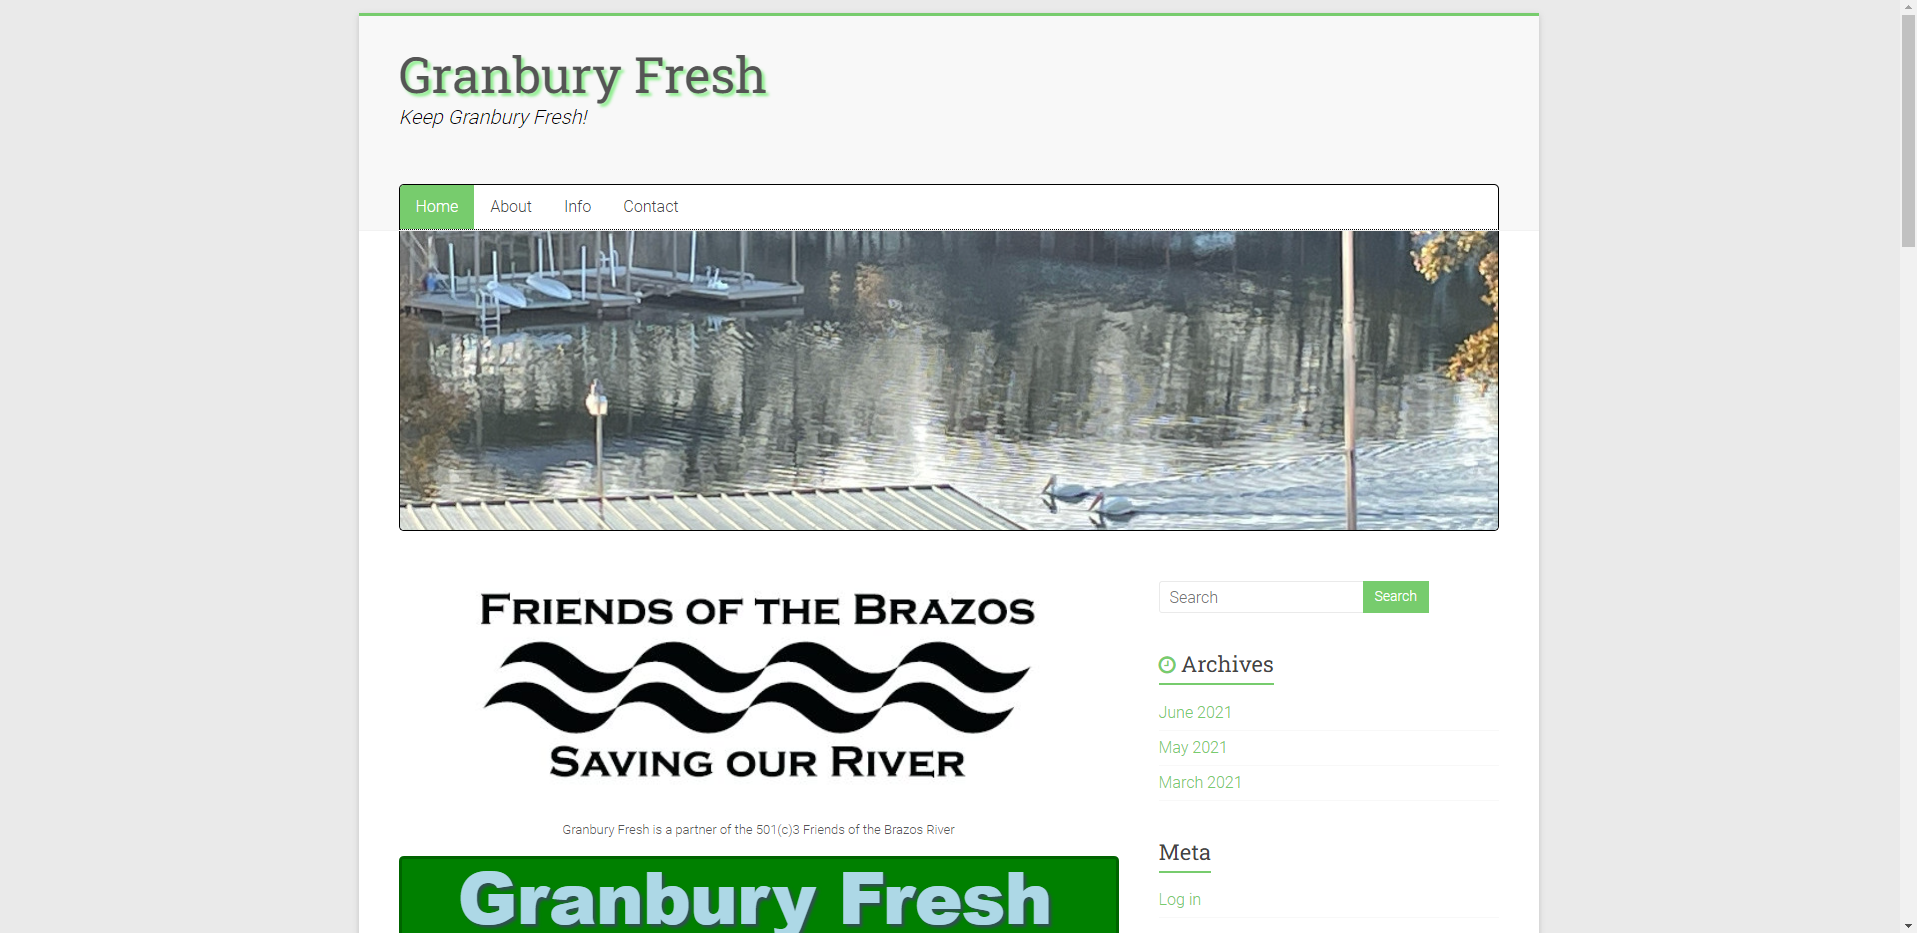 Granbury Fresh
Keep Granbury Fresh!
Home About Info Contact
FRIENDS OF THE BRAZOS
SAVING OUR RIVER
Granbury Fresh is a partner of the 501(c)3 Friends of the Brazos River
Granbury Fresh
Search Search
Archives
June 2021
May 2021
March 2021
Meta
Log in